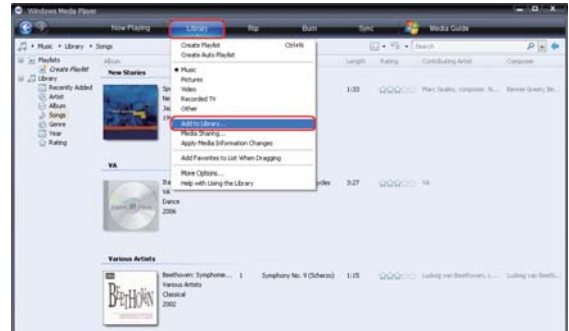 Windows Media Player
Now Playing Library Rip Burn Sync Media Guide
Music Library Songs
Search
Playlists
Create Playlist
Library
Recently Added
Artist
Album
Songs
Genre
Year
Rating
Create Playlist Ctrl+N
Create Auto Playlist
Music
Pictures
Video
Recorded TV
Other
Add to Library...
Media Sharing...
Apply Media Information Changes
Add Favorites to List When Dragging
More Options...
Help with Using the Library
Album
Length Rating Contributing Artist Composer
New Stories
1:33
VA
3:27 VA
VA
Dance
2006
Various Artists
Beethoven: Symphonie... 1 Symphony No. 9 (Scherzo) 1:15 Ludwig van Beethoven, c... Ludwig van Beeth...
Various Artists
Classical
2002
BEETHOVEN